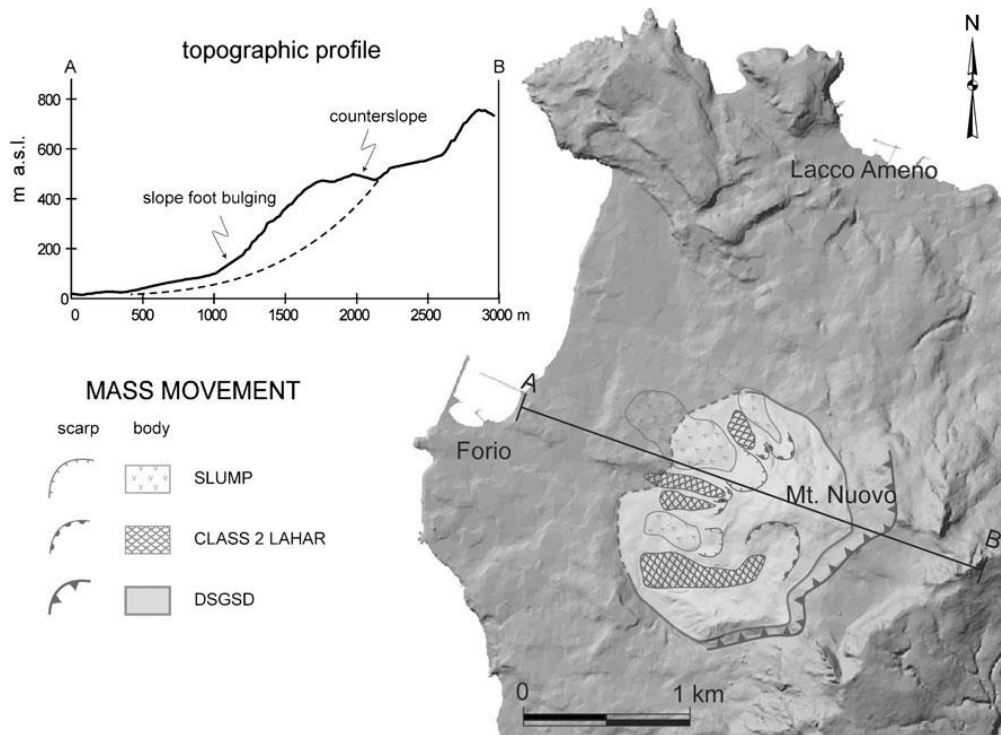 topographic profile
A
B
800
600
400
200
0
m a.s.l.
counterslope
slope foot bulging
0
500
1000
1500
2000
2500
3000 m
N
Lacco Ameno
MASS MOVEMENT
scarp body
SLUMP
CLASS 2 LAHAR
DSGSD
A
Forio
Mt. Nuovo
B
0
1 km